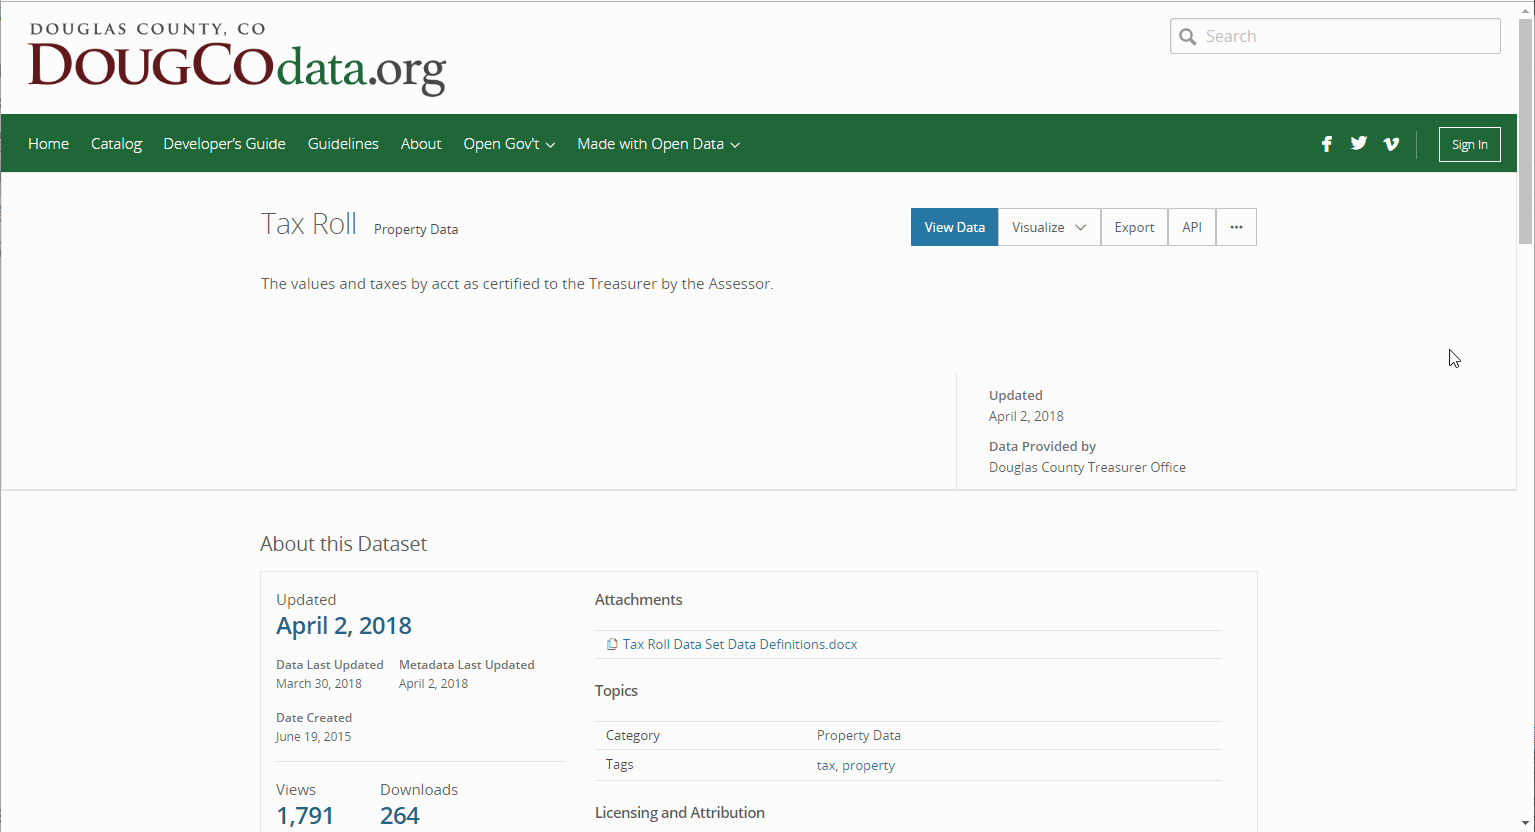 DOUGLAS COUNTY, CO
DOUGCOdata.org
Search
Home Catalog Developer's Guide Guidelines About Open Gov't Made with Open Data
Sign In
Tax Roll Property Data
View Data Visualize Export API ...
The values and taxes by acct as certified to the Treasurer by the Assessor.
Updated
April 2, 2018
Data Provided by
Douglas County Treasurer Office
About this Dataset
Updated
April 2, 2018
Data Last Updated Metadata Last Updated
March 30, 2018 April 2, 2018
Date Created
June 19, 2015
Views Downloads
1,791 264
Attachments
Tax Roll Data Set Data Definitions.docx
Topics
Category Property Data
Tags tax, property
Licensing and Attribution